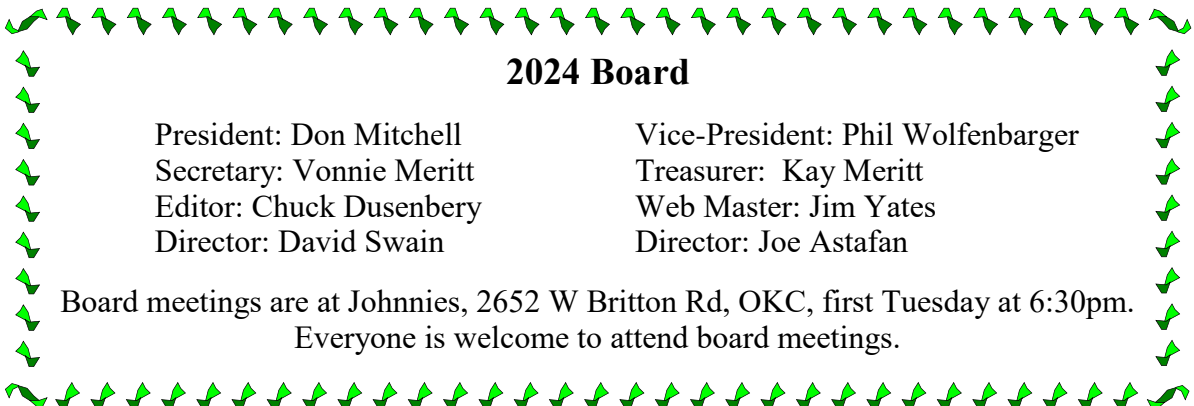 2024 Board
President: Don Mitchell
Vice-President: Phil Wolfenbarger
Secretary: Vonnie Meritt
Treasurer:  Kay Meritt
Editor: Chuck Dusenbery
Web Master: Jim Yates
Director: David Swain
Director: Joe Astafan
Board meetings are at Johnnies, 2652 W Britton Rd, OKC, first Tuesday at 6:30pm.
Everyone is welcome to attend board meetings.